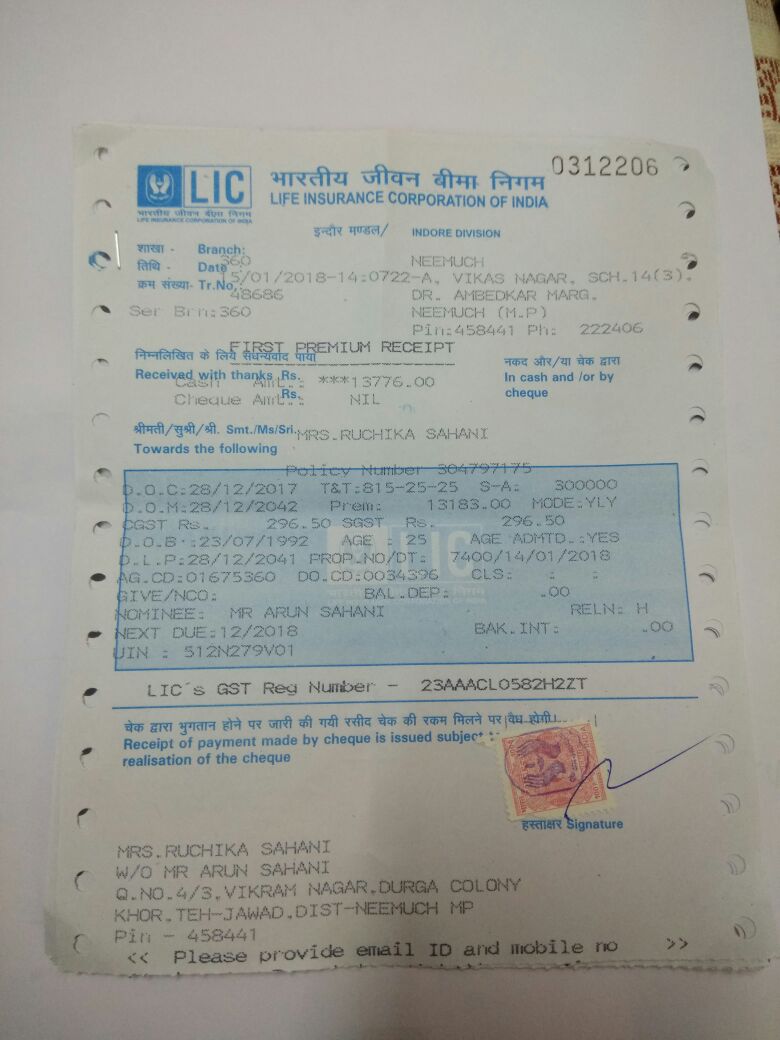 0312206
LIC
भारतीय जीवन बीमा निगम
LIFE INSURANCE CORPORATION OF INDIA
भारतीय जीवन बीमा निगम
LIFE INSURANCE CORPORATION OF INDIA
इन्दौर मण्डल/ INDORE DIVISION
शाखा - Branch: 360 NEEMUCH
तिथि - Date 15/01/2018-14:07 22-A, VIKAS NAGAR, SCH.14(3).
क्रम संख्या- Tr.No. 48686 DR. AMBEDKAR MARG.
Ser Brn:360 NEEMUCH (M.P)
Pin:458441 Ph: 222406
FIRST PREMIUM RECEIPT
निम्नलिखित के लिये सधन्यवाद पाया नकद और/या चेक द्वारा
Received with thanks Rs. In cash and /or by
Cash Amt.: ***13776.00 cheque
Rs.
Cheque Amt.: NIL
श्रीमती/सुश्री/श्री. Smt./Ms/Sri. MRS.RUCHIKA SAHANI
Towards the following
Policy Number 304797175
D.O.C:28/12/2017 T&T:815-25-25 S-A: 300000
D.O.M:28/12/2042 Prem: 13183.00 MODE:YLY
CGST Rs. 296.50 SGST Rs. 296.50
D.O.B:23/07/1992 AGE : 25 AGE ADMTD.:YES
D.L.P:28/12/2041 PROP.NO/DT: 7400/14/01/2018
AG.CD:01675360 DO.CD:0034396 CLS: : :
GIVE/NCO: BAL.DEP: .00
NOMINEE: MR ARUN SAHANI RELN: H
NEXT DUE:12/2018 BAK.INT: .00
UIN : 512N279V01
LIC's GST Reg Number - 23AAACL0582H2ZT
चेक द्वारा भुगतान होने पर जारी की गयी रसीद चेक की रकम मिलने पर वैध होगी।
Receipt of payment made by cheque is issued subject
realisation of the cheque
हस्ताक्षर Signature
MRS.RUCHIKA SAHANI
W/O MR ARUN SAHANI
Q.NO.4/3,VIKRAM NAGAR,DURGA COLONY
KHOR,TEH-JAWAD,DIST-NEEMUCH MP
Pin - 458441
<< Please provide email ID and mobile no >>